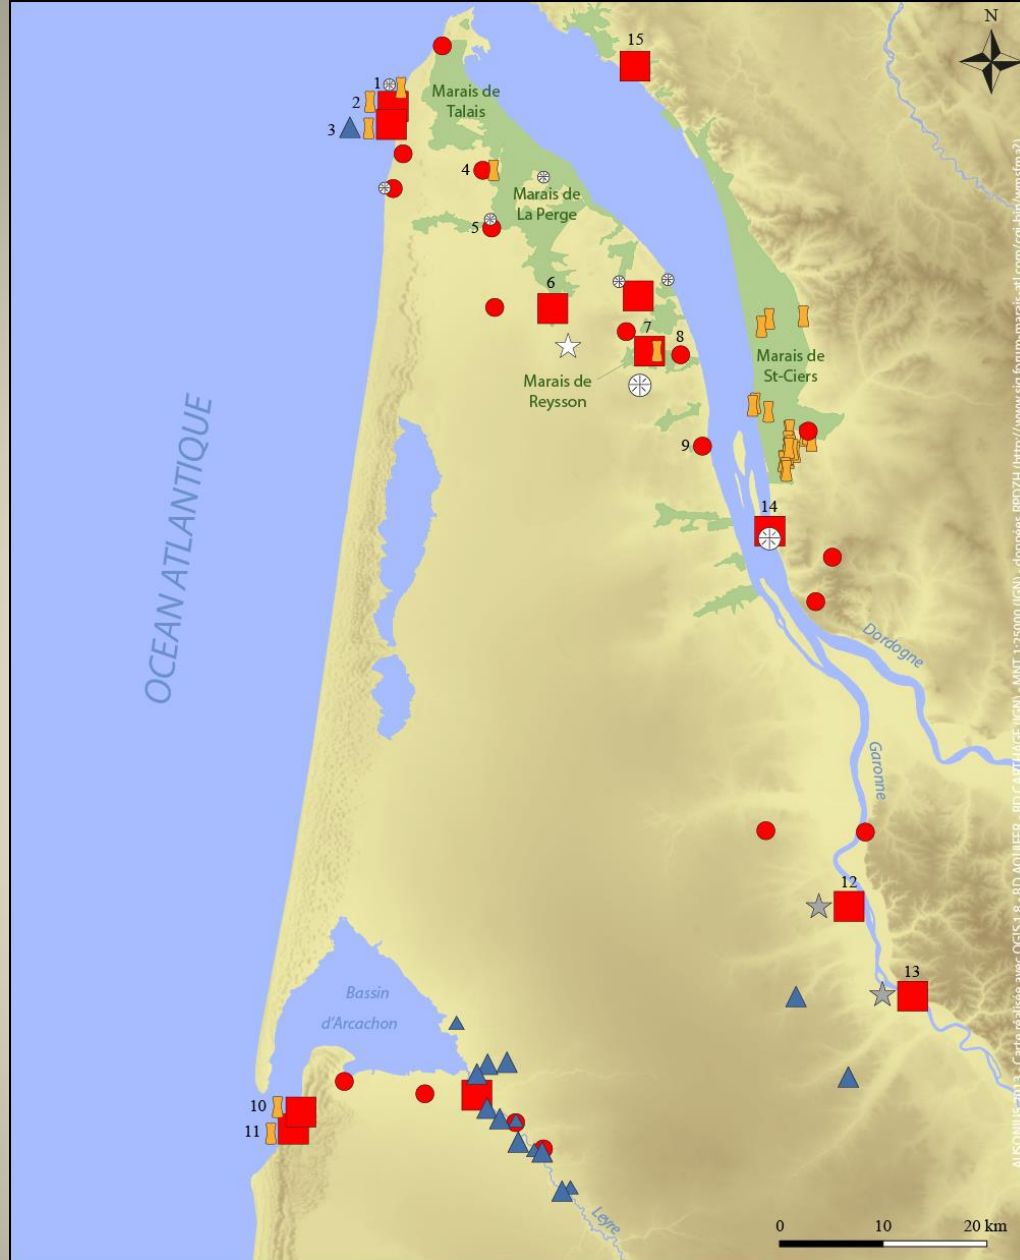 N
15
1
2
3
Marais de
Talais
4
Marais de
La Perge
5
6
7
8
Marais de
St-Ciers
Marais de
Reysson
OCEAN ATLANTIQUE
9
14
Dordogne
Garonne
12
13
Bassin
d'Arcachon
10
11
Leyre
0 10 20 km